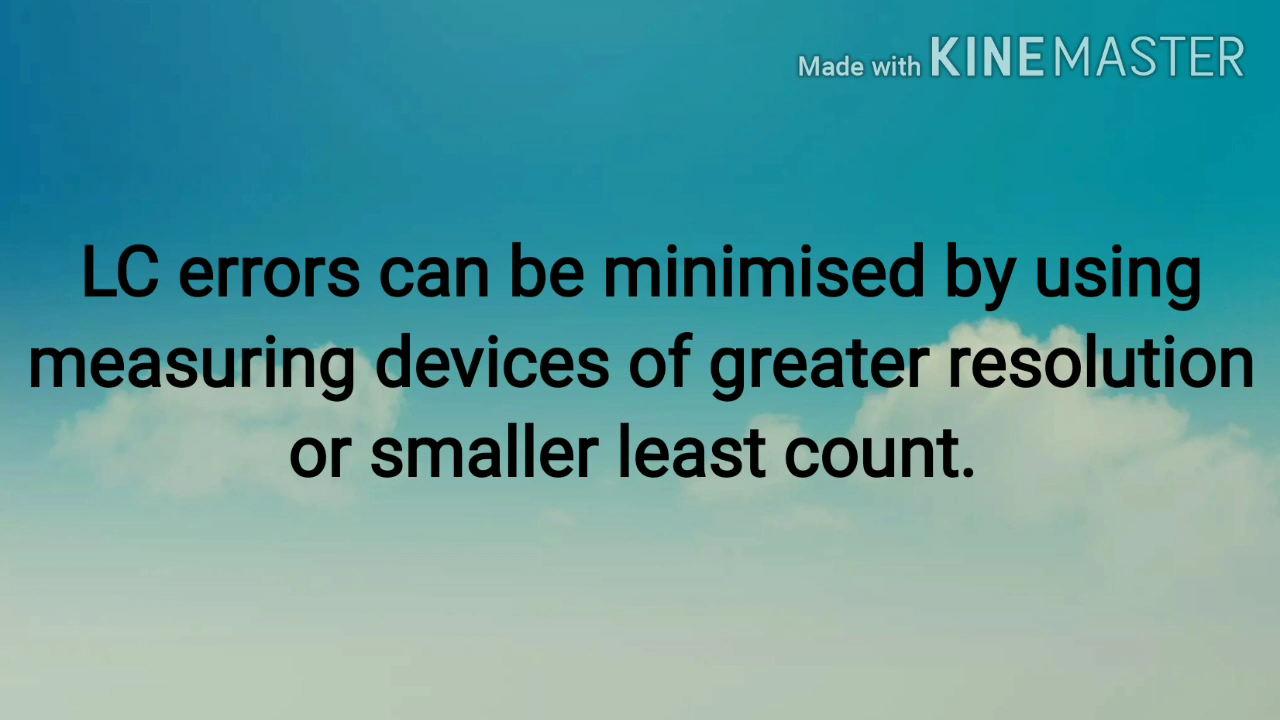 Made with KINEMASTER
LC errors can be minimised by using
measuring devices of greater resolution
or smaller least count.